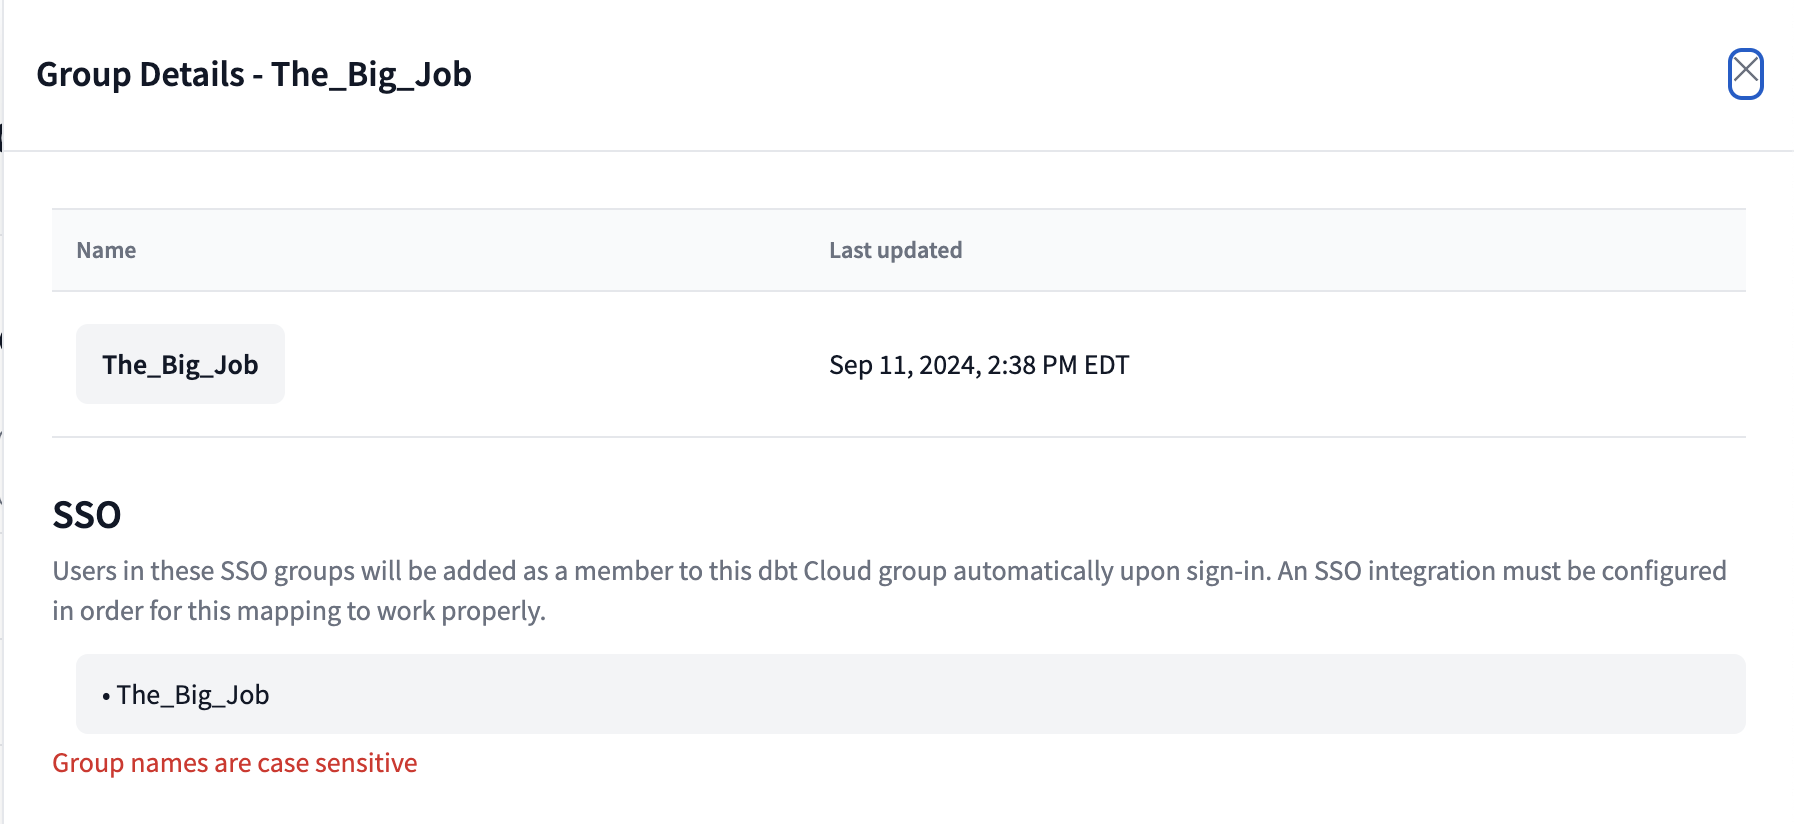 Group Details - The_Big_Job
Name
Last updated
The_Big_Job
Sep 11, 2024, 2:38 PM EDT
SSO
Users in these SSO groups will be added as a member to this dbt Cloud group automatically upon sign-in. An SSO integration must be configured
in order for this mapping to work properly.
• The_Big_Job
Group names are case sensitive